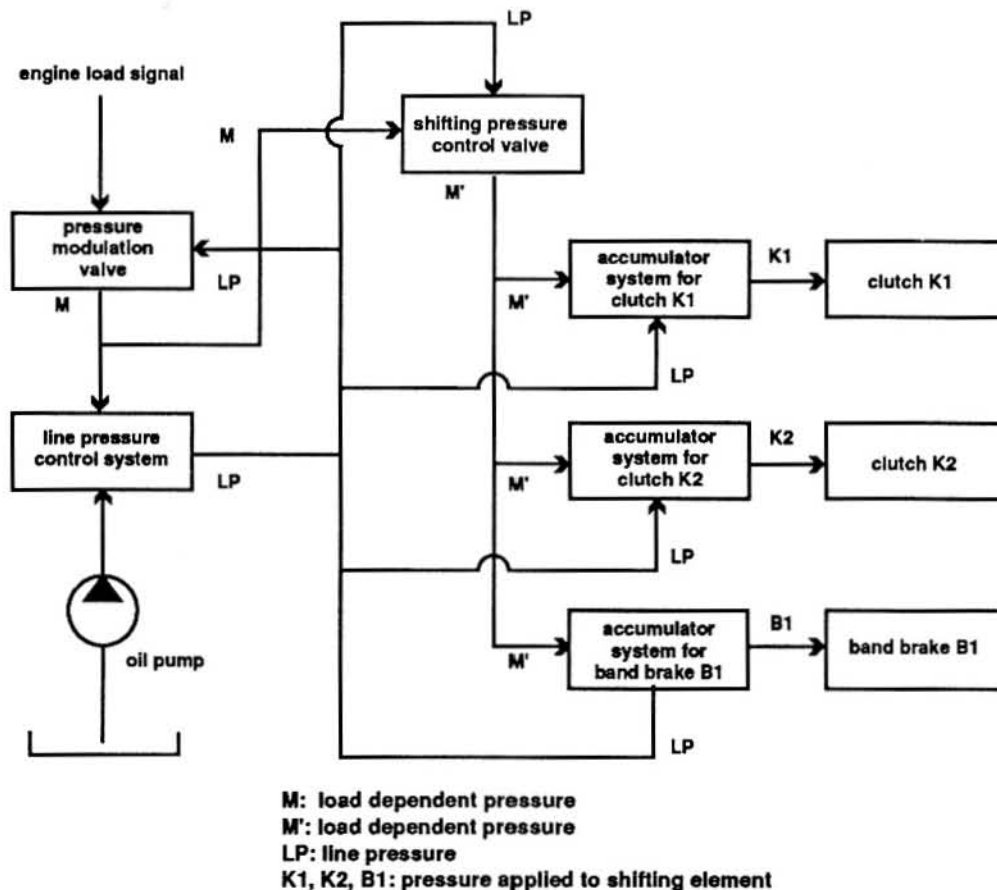 LP
engine load signal
shifting pressure
control valve
M
M'
pressure
modulation
valve
LP
M
accumulator
system for
clutch K1
K1
clutch K1
M'
LP
line pressure
control system
LP
accumulator
system for
clutch K2
K2
clutch K2
M'
LP
oil pump
accumulator
system for
band brake B1
B1
band brake B1
M'
LP
M: load dependent pressure
M': load dependent pressure
LP: line pressure
K1, K2, B1: pressure applied to shifting element